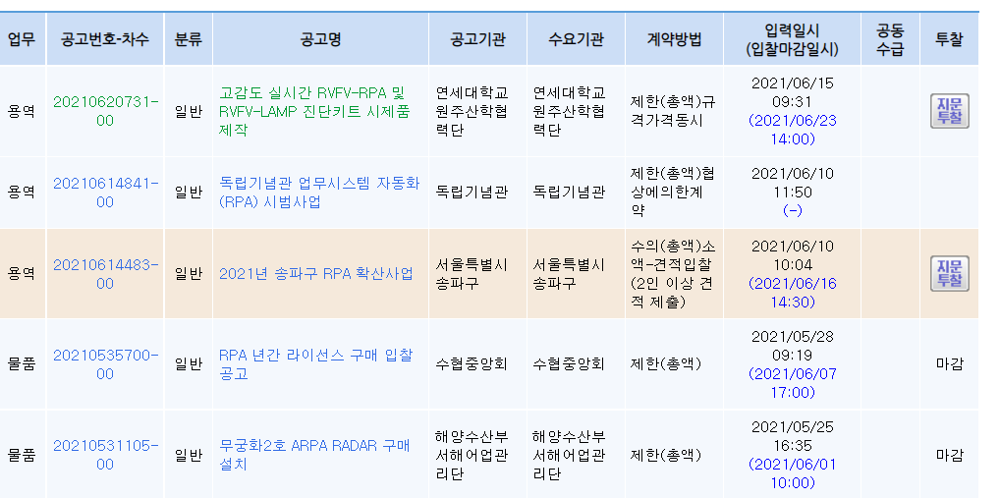 업무 공고번호-차수 분류 공고명 공고기관 수요기관 계약방법 입력일시
(입찰마감일시) 공동
수급 투찰
용역 20210620731-
00 일반 고감도 실시간 RVFV-RPA 및
RVFV-LAMP 진단키트 시제품
제작 연세대학교
원주산학협
력단 연세대학교
원주산학협
력단 제한(총액)규
격가격동시 2021/06/15
09:31
(2021/06/23
14:00) 지문
투찰
용역 20210614841-
00 일반 독립기념관 업무시스템 자동화
(RPA) 시범사업 독립기념관 독립기념관 제한(총액)협
상에의한계
약 2021/06/10
11:50
(-)
용역 20210614483-
00 일반 2021년 송파구 RPA 확산사업 서울특별시
송파구 서울특별시
송파구 수의(총액)소
액-견적입찰
(2인 이상 견
적 제출) 2021/06/10
10:04
(2021/06/16
14:30) 지문
투찰
물품 20210535700-
00 일반 RPA 년간 라이선스 구매 입찰
공고 수협중앙회 수협중앙회 제한(총액) 2021/05/28
09:19
(2021/06/07
17:00) 마감
물품 20210531105-
00 일반 무궁화2호 ARPA RADAR 구매
설치 해양수산부
서해어업관
리단 해양수산부
서해어업관
리단 제한(총액) 2021/05/25
16:35
(2021/06/01
10:00) 마감